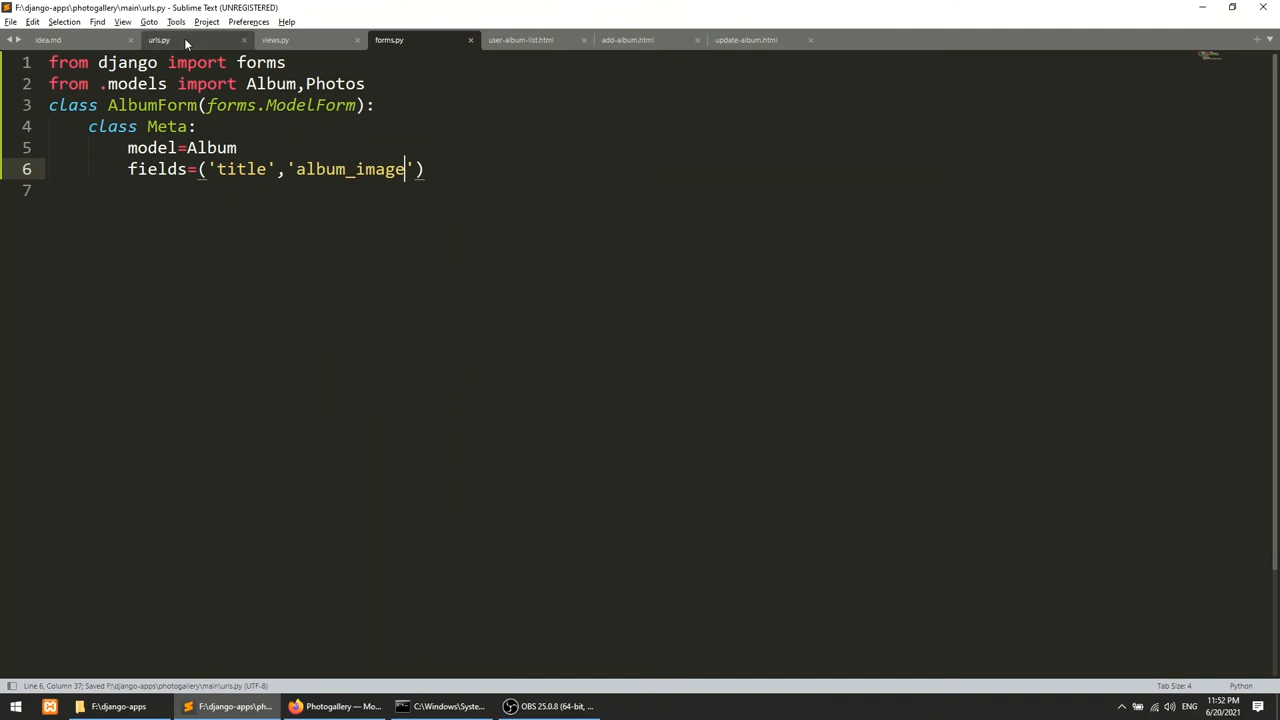 F:\django-apps\photogallery\main\urls.py - Sublime Text (UNREGISTERED)
File Edit Selection Find View Goto Tools Project Preferences Help
idea.md urls.py views.py forms.py user-album-list.html add-album.html update-album.html
1 from django import forms
2 from .models import Album,Photos
3 class AlbumForm(forms.ModelForm):
4 class Meta:
5 model=Album
6 fields=('title','album_image')
7
Line 6, Column 37; Saved F:\django-apps\photogallery\main\urls.py (UTF-8) Tab Size: 4 Python
F:\django-apps F:\django-apps\ph... Photogallery — Mo... C:\Windows\Syste... OBS 25.0.8 (64-bit, ... ENG 11:52 PM
6/20/2021